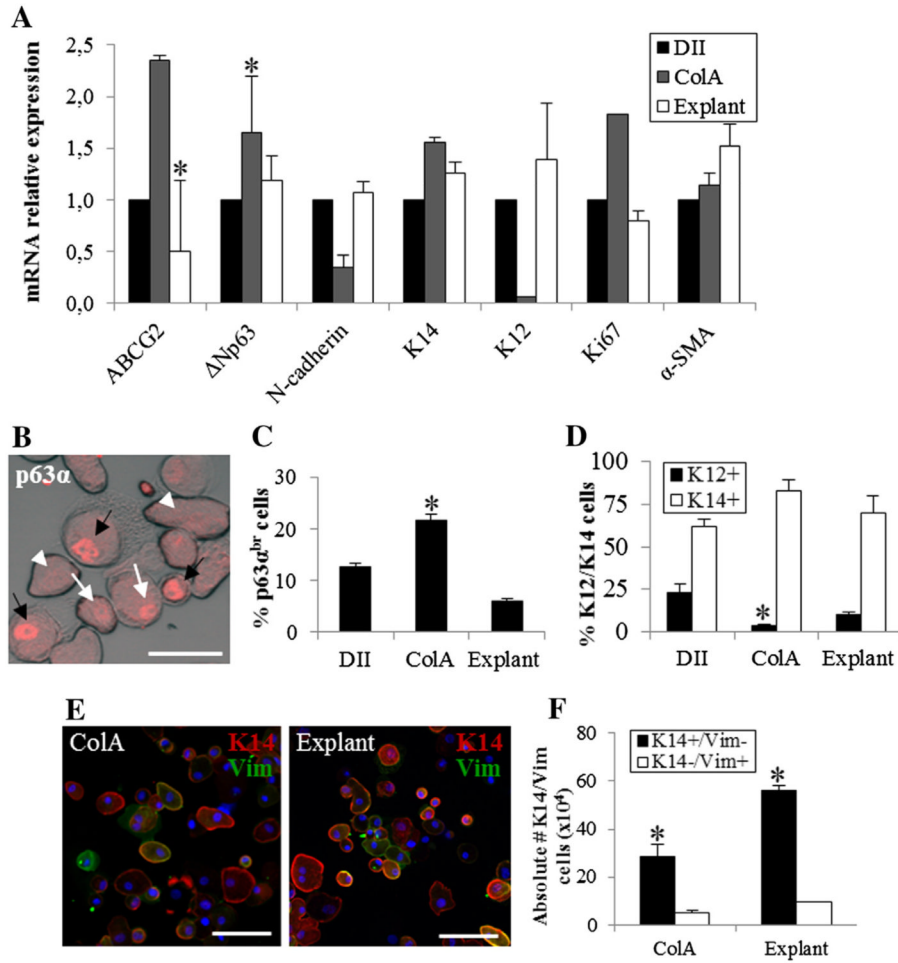 A
mRNA relative expression
2,5
2,0
1,5
1,0
0,5
0,0
*
*
DII
ColA
Explant
ABCG2
ΔNp63
N-cadherin
K14
K12
Ki67
α-SMA
B
p63α
C
% p63αbr cells
30
20
10
0
*
DII
ColA
Explant
D
% K12/K14 cells
100
75
50
25
0
K12+
K14+
*
DII
ColA
Explant
E
ColA
K14
Vim
Explant
K14
Vim
F
Absolute # K14/Vim
cells (x10⁴)
80
60
40
20
0
K14+/Vim-
K14-/Vim+
*
*
ColA
Explant